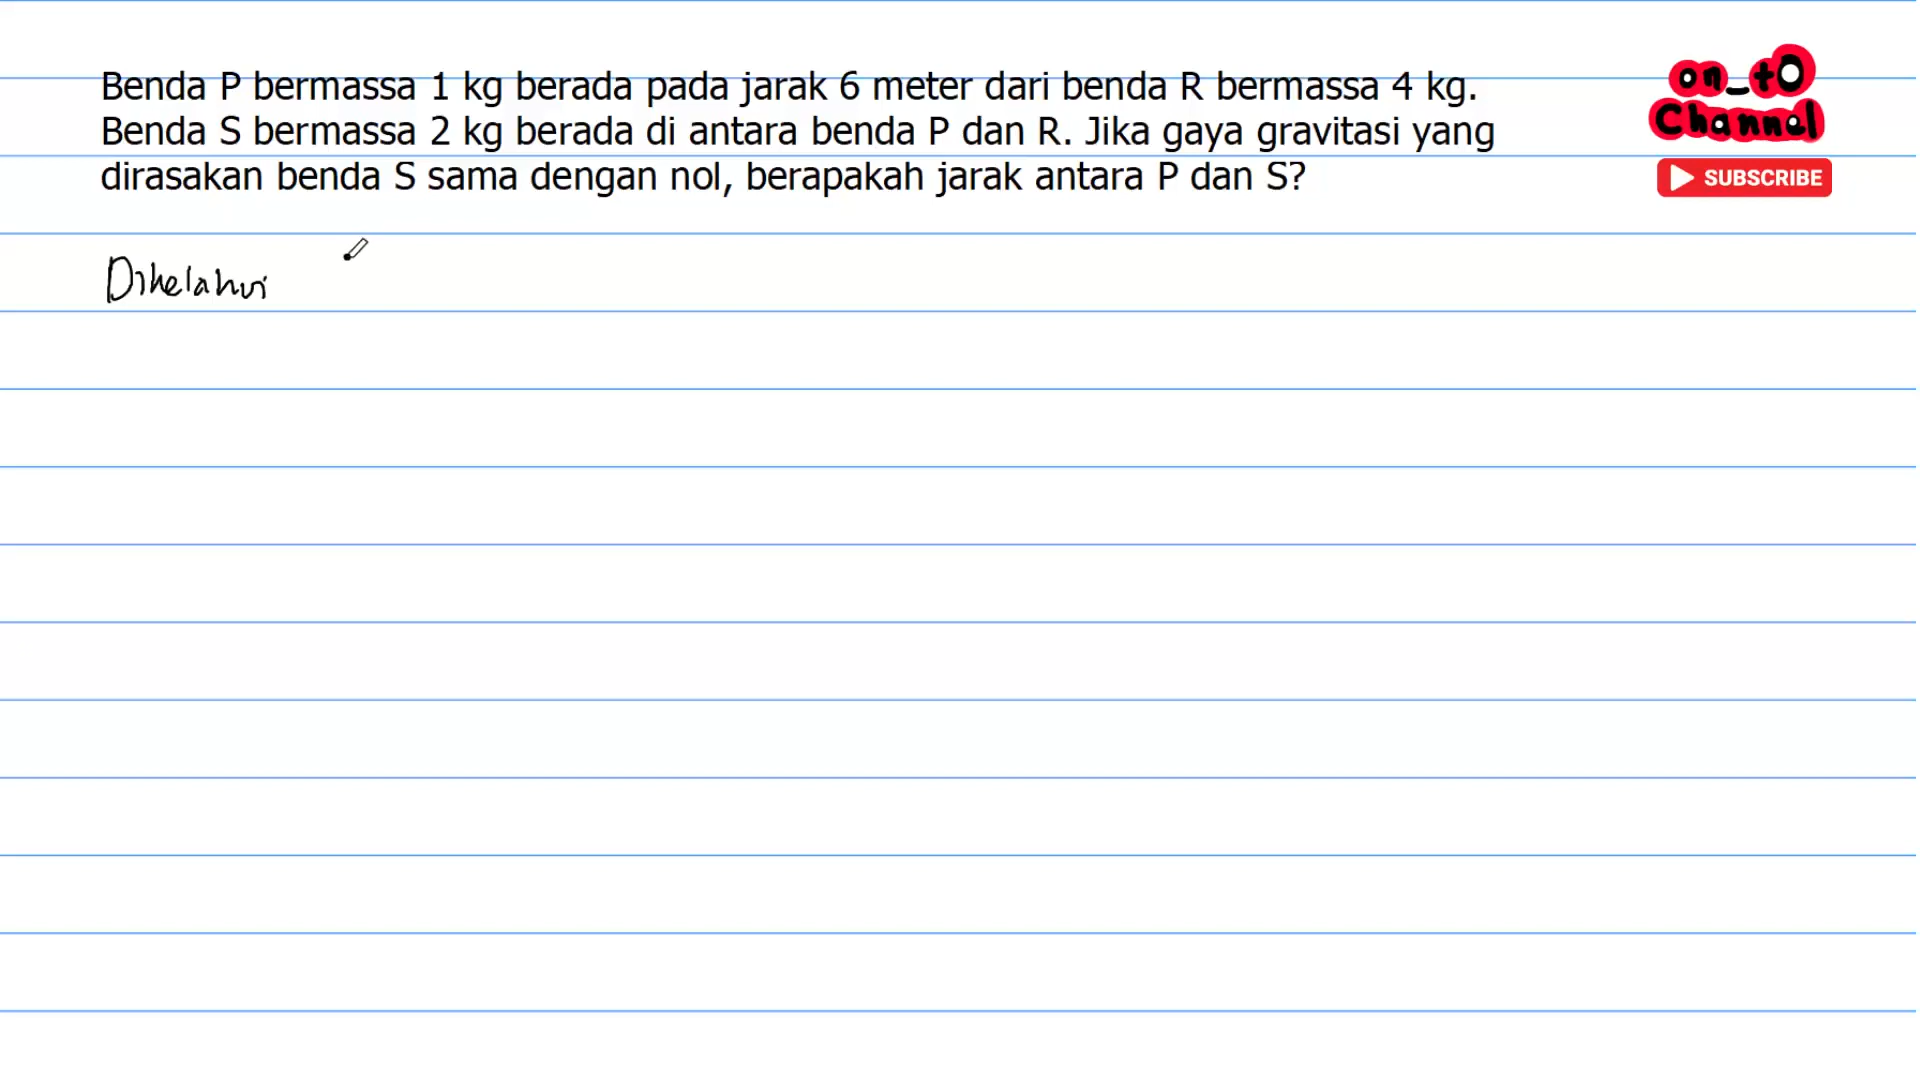 Benda P bermassa 1 kg berada pada jarak 6 meter dari benda R bermassa 4 kg.
Benda S bermassa 2 kg berada di antara benda P dan R. Jika gaya gravitasi yang
dirasakan benda S sama dengan nol, berapakah jarak antara P dan S?
on_tO
Channel
SUBSCRIBE
Diketahui